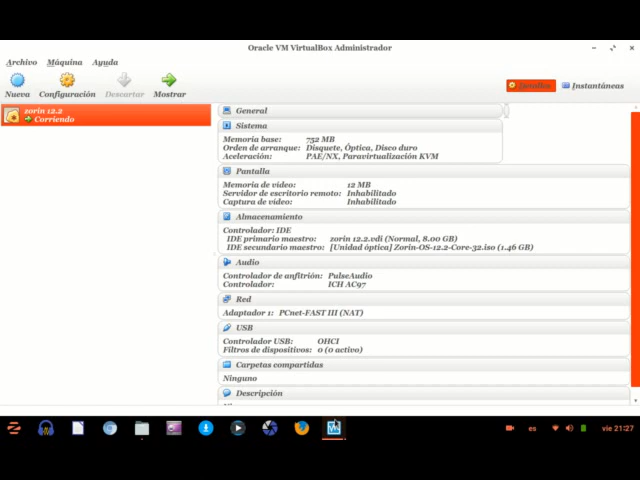 Oracle VM VirtualBox Administrador
Archivo Máquina Ayuda
Nueva Configuración Descartar Mostrar
Detalles Instantáneas
zorin 12.2
Corriendo
General
Sistema
Memoria base: 752 MB
Orden de arranque: Disquete, Óptica, Disco duro
Aceleración: PAE/NX, Paravirtualización KVM
Pantalla
Memoria de vídeo: 12 MB
Servidor de escritorio remoto: Inhabilitado
Captura de vídeo: Inhabilitado
Almacenamiento
Controlador: IDE
IDE primario maestro: zorin 12.2.vdi (Normal, 8.00 GB)
IDE secundario maestro: [Unidad óptica] Zorin-OS-12.2-Core-32.iso (1.46 GB)
Audio
Controlador de anfitrión: PulseAudio
Controlador: ICH AC97
Red
Adaptador 1: PCnet-FAST III (NAT)
USB
Controlador USB: OHCI
Filtros de dispositivos: 0 (0 activo)
Carpetas compartidas
Ninguno
Descripción
es vie 21:27